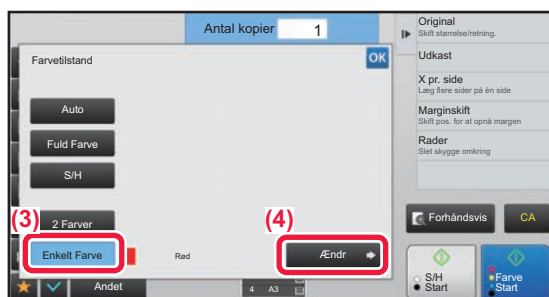 Antal kopier 1
Farvetilstand
OK
Auto
Fuld Farve
S/H
(3)
2 Farver
Enkelt Farve
Rød
(4)
Ændr
Andet
4 A3
Original
Skift størrelse/retning.
Udkast
X pr. side
Læg flere sider på én side
Marginskift
Skift pos. for at opnå margen
Rader
Slet skygge omkring
Forhåndsvis
CA
S/H
Start
Farve
Start